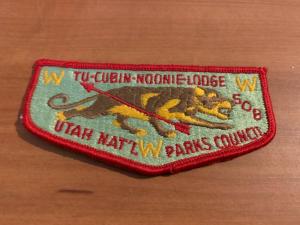 TU-CUBIN-NOONIE-LODGE
W W
508
UTAH NAT'L W PARKS COUNCIL